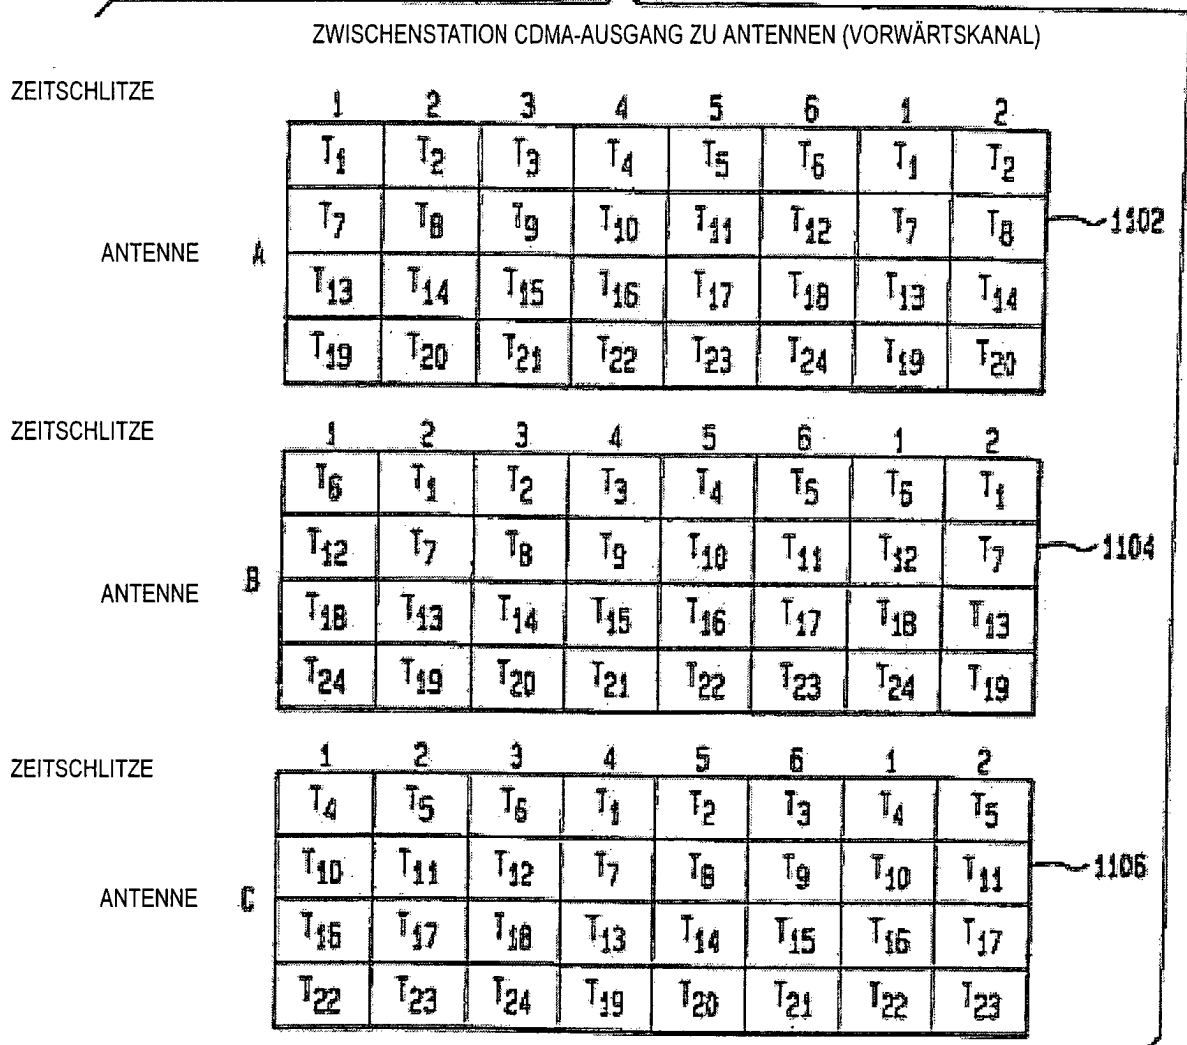 ZWISCHENSTATION CDMA-AUSGANG ZU ANTENNEN (VORWÄRTSKANAL)
ZEITSCHLITZE
1 2 3 4 5 6 1 2
T1 T2 T3 T4 T5 T6 T1 T2
T7 T8 T9 T10 T11 T12 T7 T8
1102
ANTENNE A
T13 T14 T15 T16 T17 T18 T13 T14
T19 T20 T21 T22 T23 T24 T19 T20
ZEITSCHLITZE
1 2 3 4 5 6 1 2
T6 T1 T2 T3 T4 T5 T6 T1
T12 T7 T8 T9 T10 T11 T12 T7
1104
ANTENNE B
T18 T13 T14 T15 T16 T17 T18 T13
T24 T19 T20 T21 T22 T23 T24 T19
ZEITSCHLITZE
1 2 3 4 5 6 1 2
T4 T5 T6 T1 T2 T3 T4 T5
T10 T11 T12 T7 T8 T9 T10 T11
1106
ANTENNE C
T16 T17 T18 T13 T14 T15 T16 T17
T22 T23 T24 T19 T20 T21 T22 T23